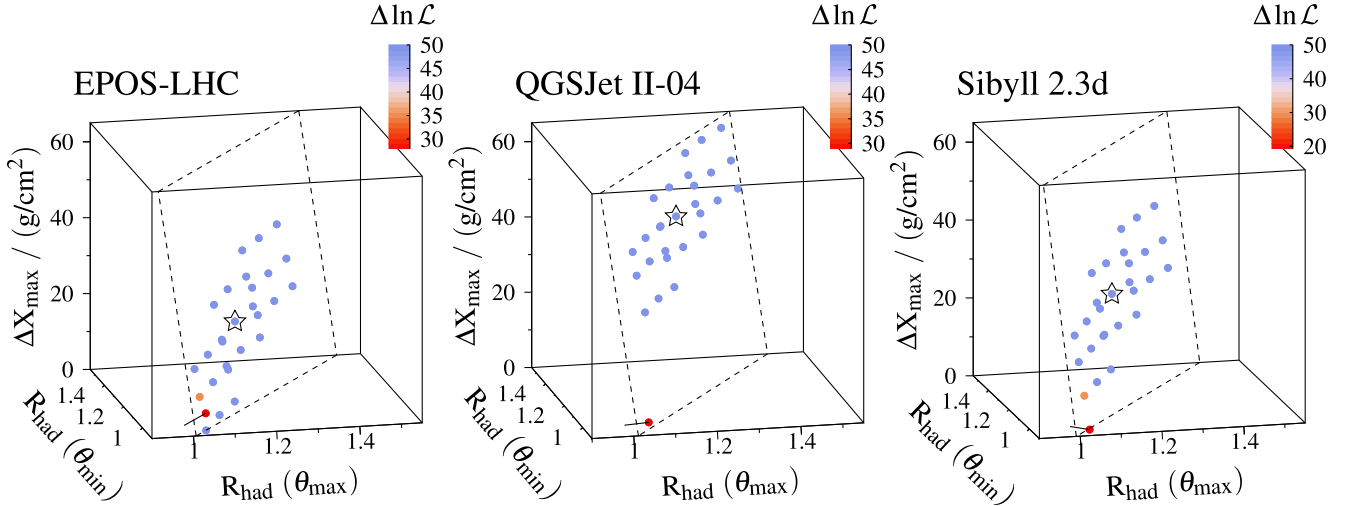 Δ ln ℒ
50
45
40
35
30
EPOS-LHC
60
40
20
0
ΔX_max / (g/cm²)
1.4
1.2
1
R_had (θ_min)
1
1.2
1.4
R_had (θ_max)
Δ ln ℒ
50
45
40
35
30
QGSJet II-04
60
40
20
0
ΔX_max / (g/cm²)
1.4
1.2
1
R_had (θ_min)
1
1.2
1.4
R_had (θ_max)
Δ ln ℒ
50
40
30
20
Sibyll 2.3d
60
40
20
0
ΔX_max / (g/cm²)
1.4
1.2
1
R_had (θ_min)
1
1.2
1.4
R_had (θ_max)